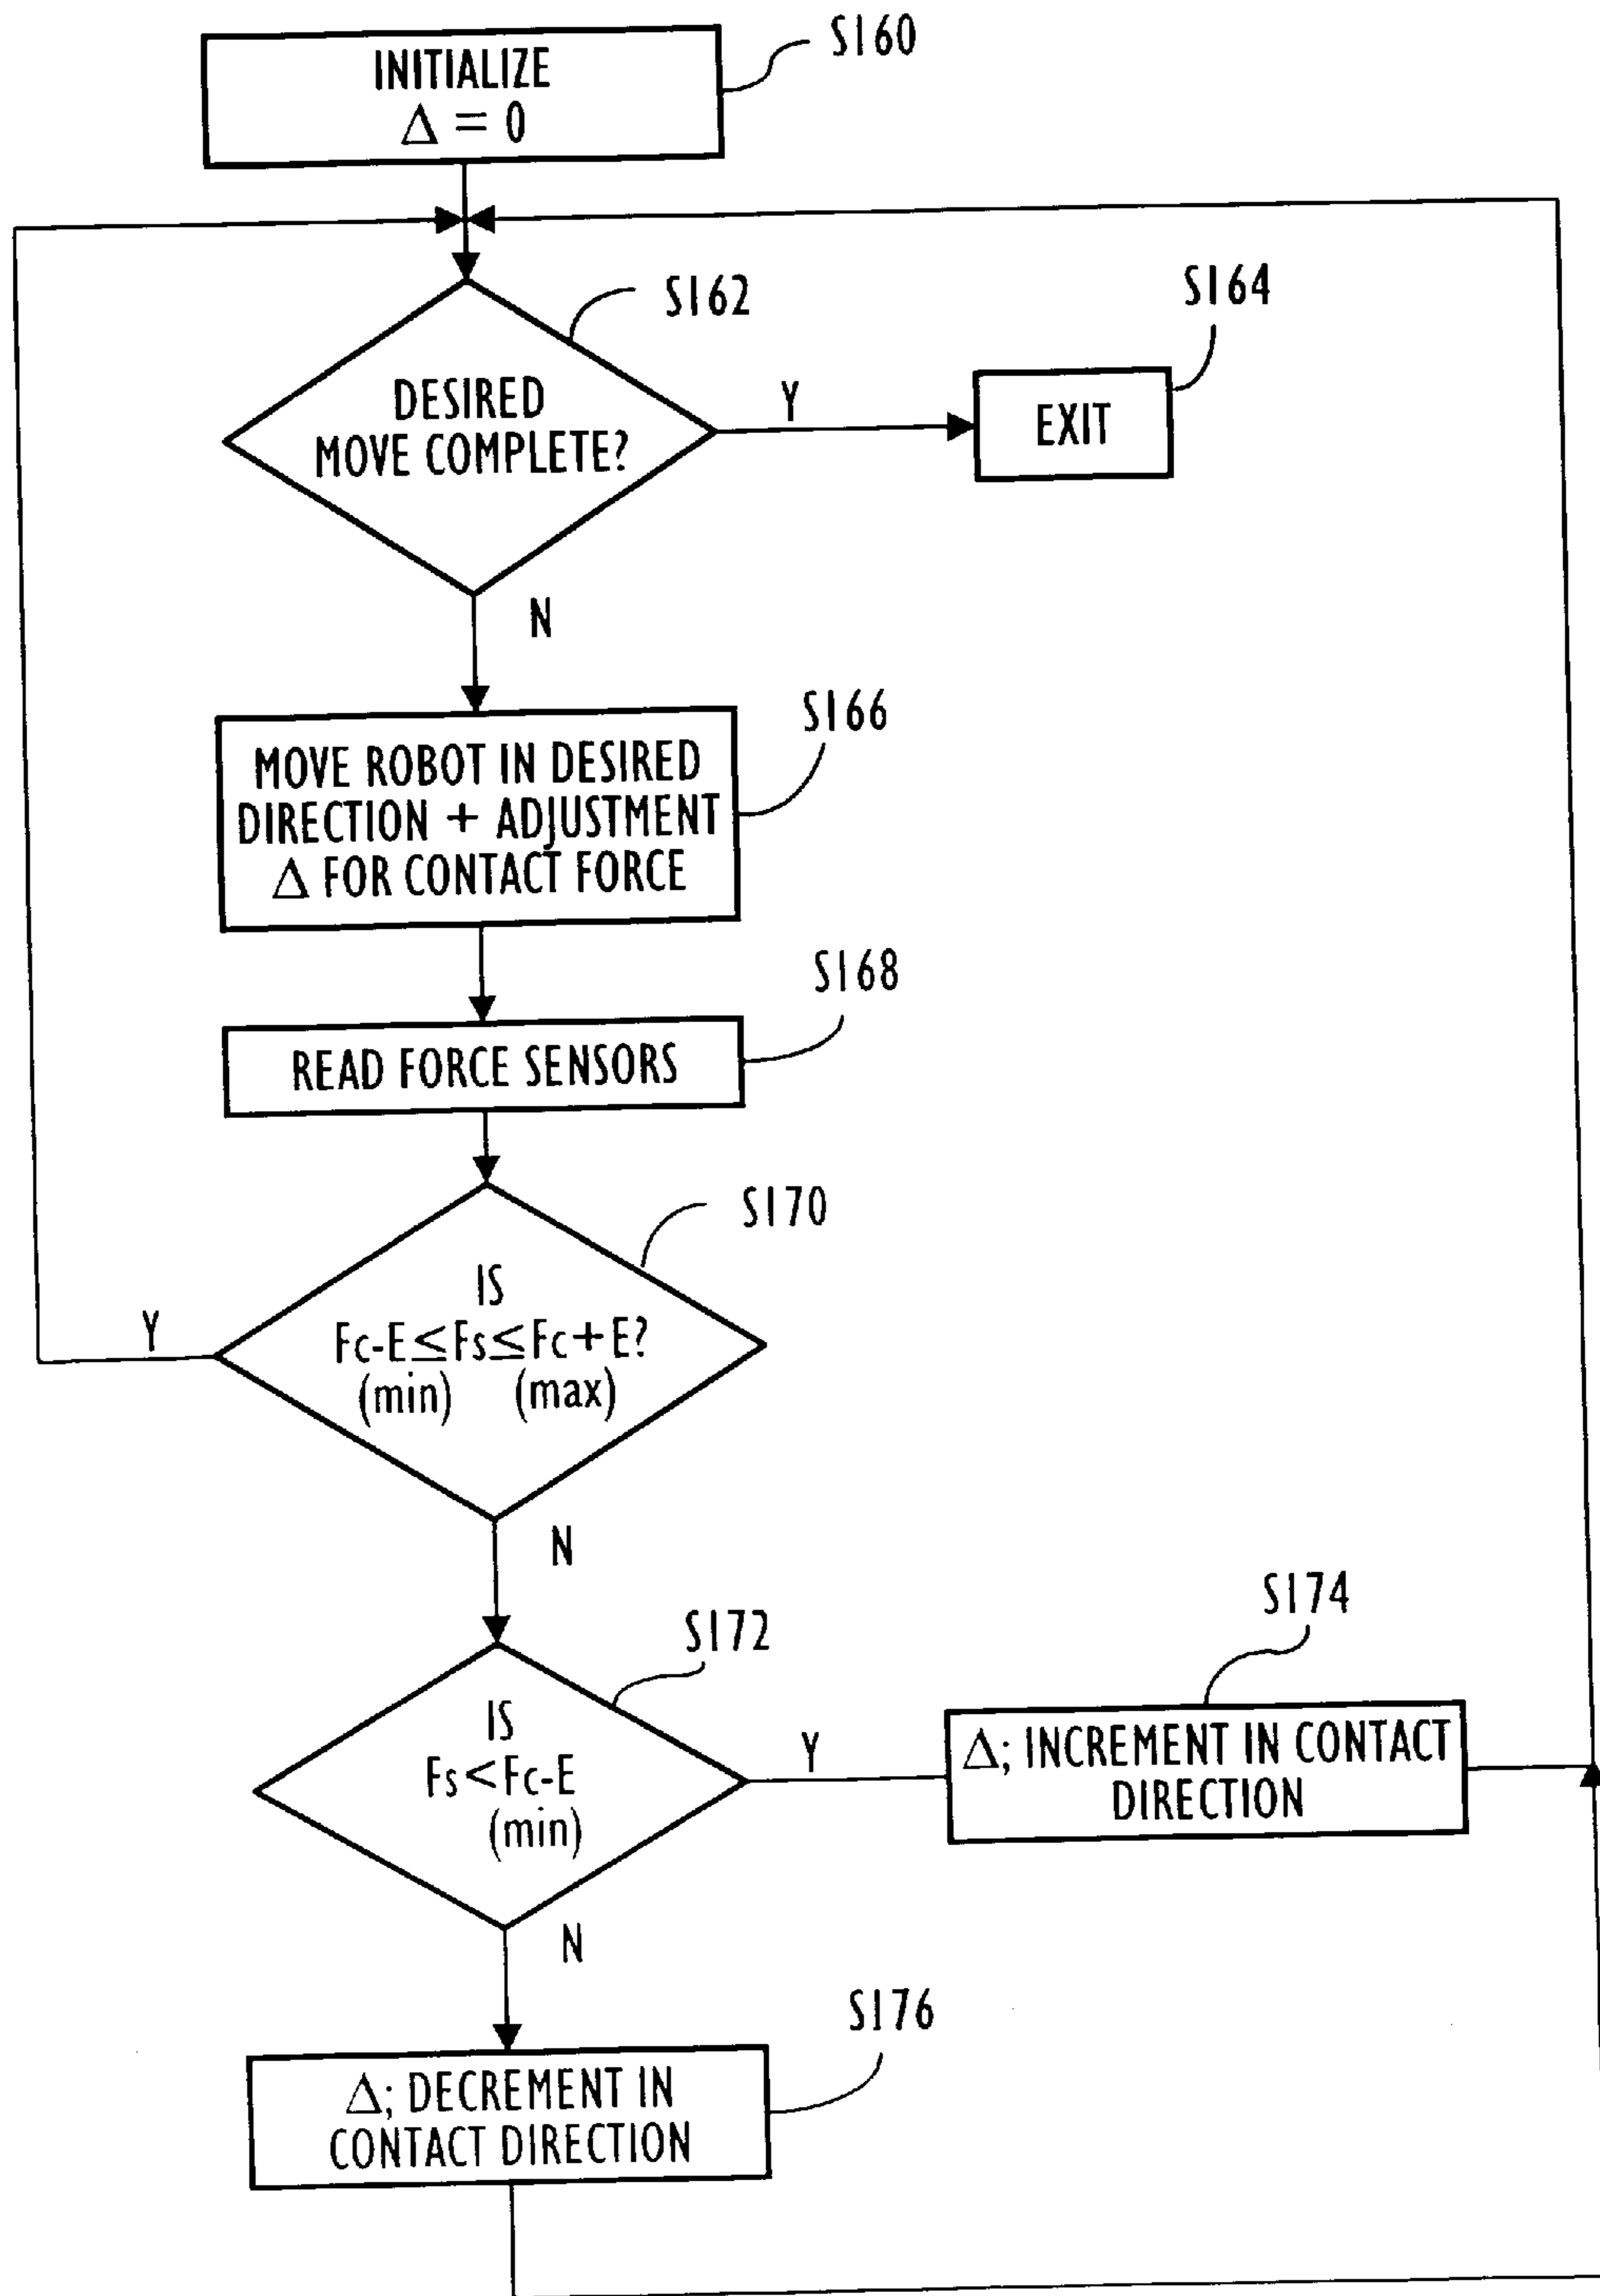 S160
INITIALIZE
Δ = 0
S162
S164
DESIRED
MOVE COMPLETE?
Y
EXIT
N
S166
MOVE ROBOT IN DESIRED
DIRECTION + ADJUSTMENT
Δ FOR CONTACT FORCE
S168
READ FORCE SENSORS
S170
IS
Fc-E≤Fs≤Fc+E?
(min) (max)
Y
N
S172
S174
IS
Fs<Fc-E
(min)
Y
Δ; INCREMENT IN CONTACT
DIRECTION
N
S176
Δ; DECREMENT IN
CONTACT DIRECTION